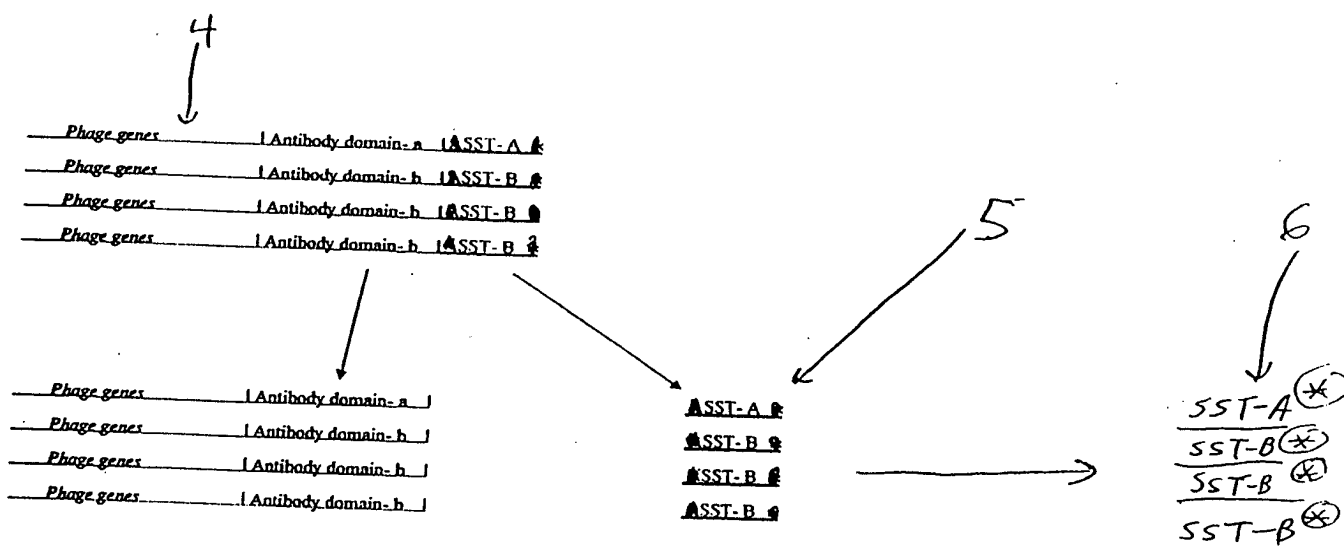 4
Phage genes Antibody domain- a SST- A
Phage genes Antibody domain- b SST- B
Phage genes Antibody domain- b SST- B
Phage genes Antibody domain- b SST- B
5
6
Phage genes Antibody domain- a
Phage genes Antibody domain- b
Phage genes Antibody domain- b
Phage genes Antibody domain- b
SST- A
SST- B
SST- B
SST- B
SST-A *
SST-B *
SST-B *
SST-B *